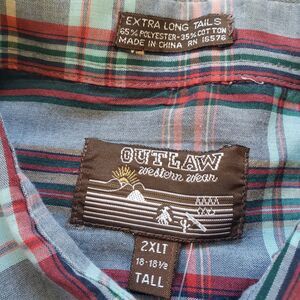 EXTRA LONG TAILS
65% POLYESTER-35% COTTON
MADE IN CHINA RN 16576
OUTLAW
Western Wear
2XLT
18-18½
TALL